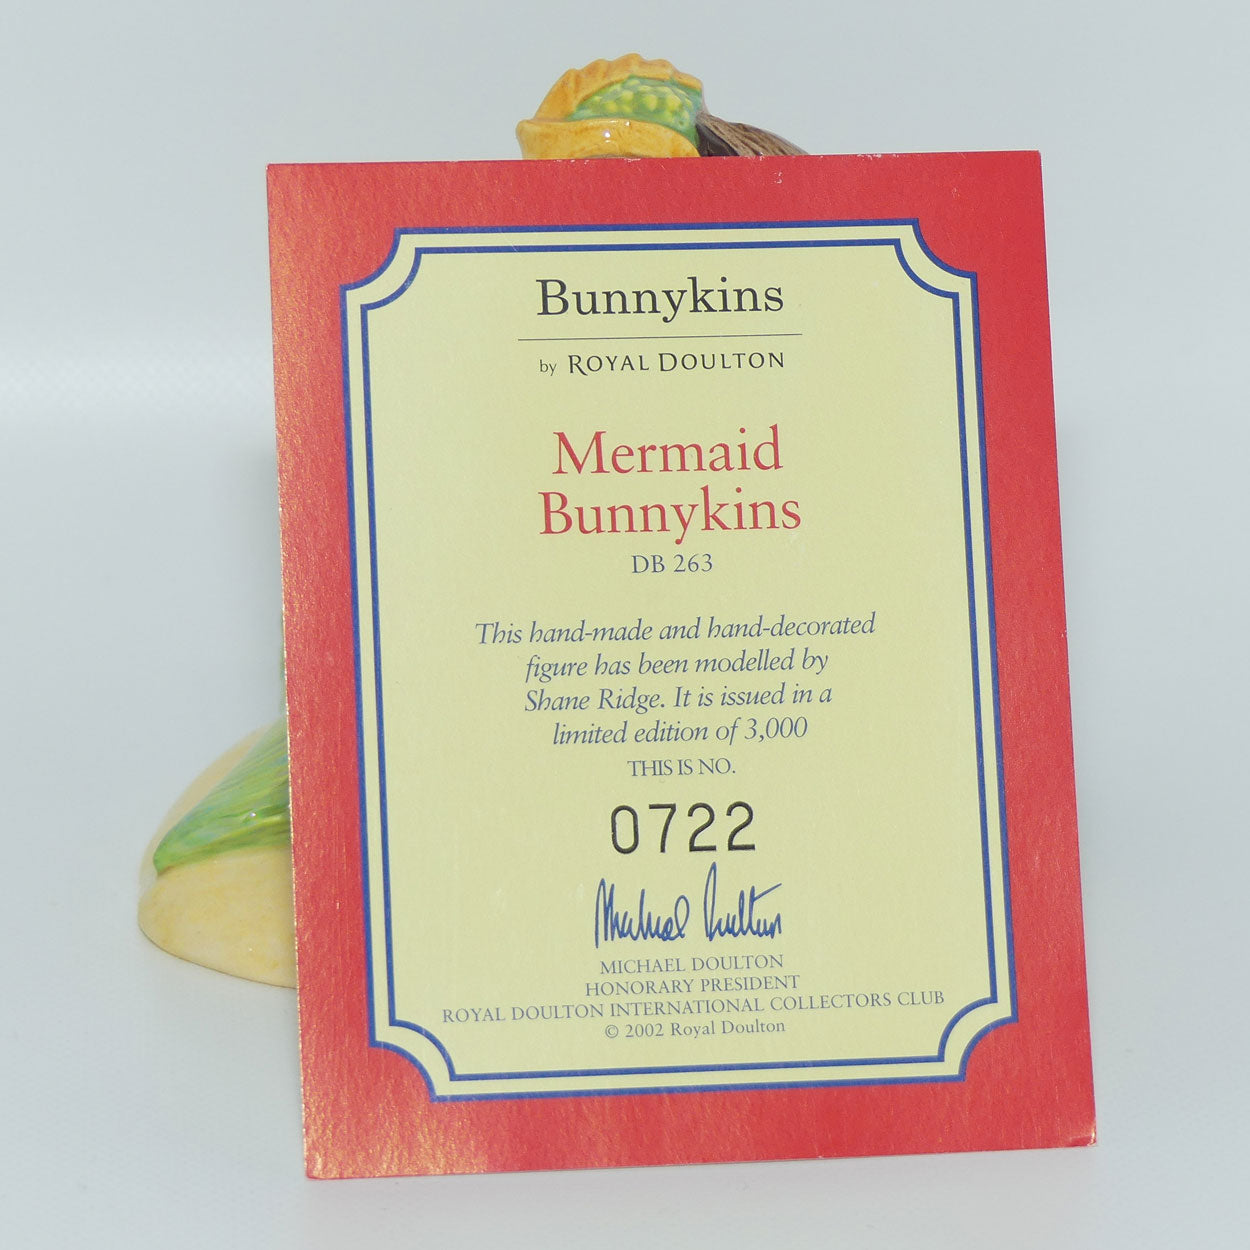 Bunnykins
by ROYAL DOULTON
Mermaid
Bunnykins
DB 263
This hand-made and hand-decorated
figure has been modelled by
Shane Ridge. It is issued in a
limited edition of 3,000
THIS IS NO.
0722
Michael Doulton
MICHAEL DOULTON
HONORARY PRESIDENT
ROYAL DOULTON INTERNATIONAL COLLECTORS CLUB
© 2002 Royal Doulton